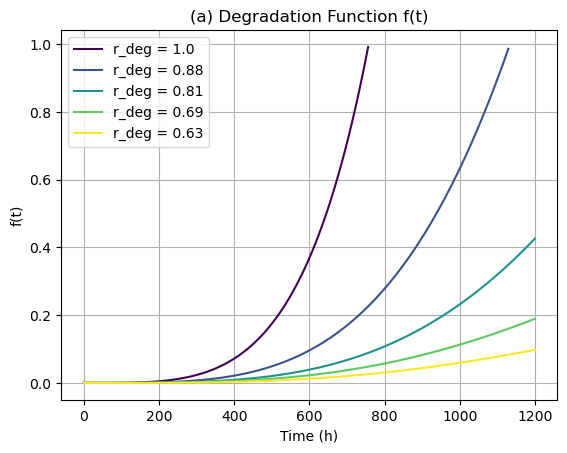 (a) Degradation Function f(t)
r_deg = 1.0
r_deg = 0.88
r_deg = 0.81
r_deg = 0.69
r_deg = 0.63
f(t)
1.0
0.8
0.6
0.4
0.2
0.0
0 200 400 600 800 1000 1200
Time (h)